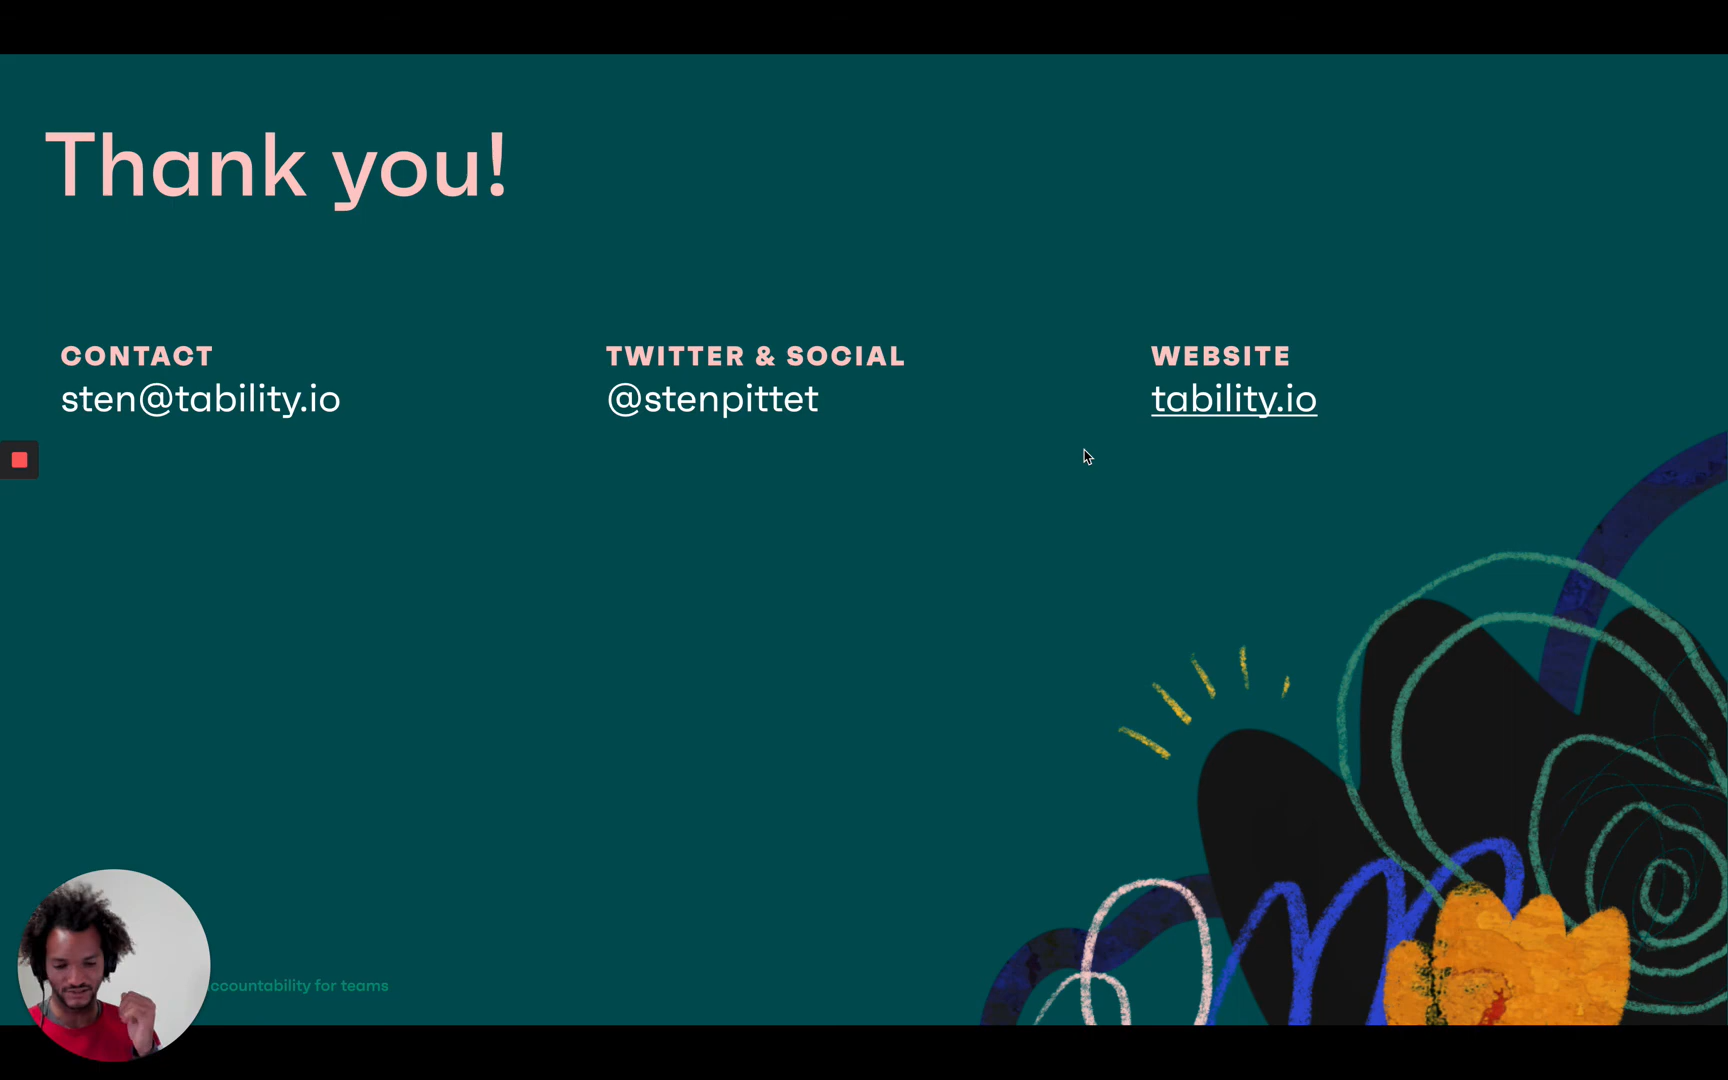 Thank you!
CONTACT
sten@tability.io
TWITTER & SOCIAL
@stenpittet
WEBSITE
tability.io
ccountability for teams